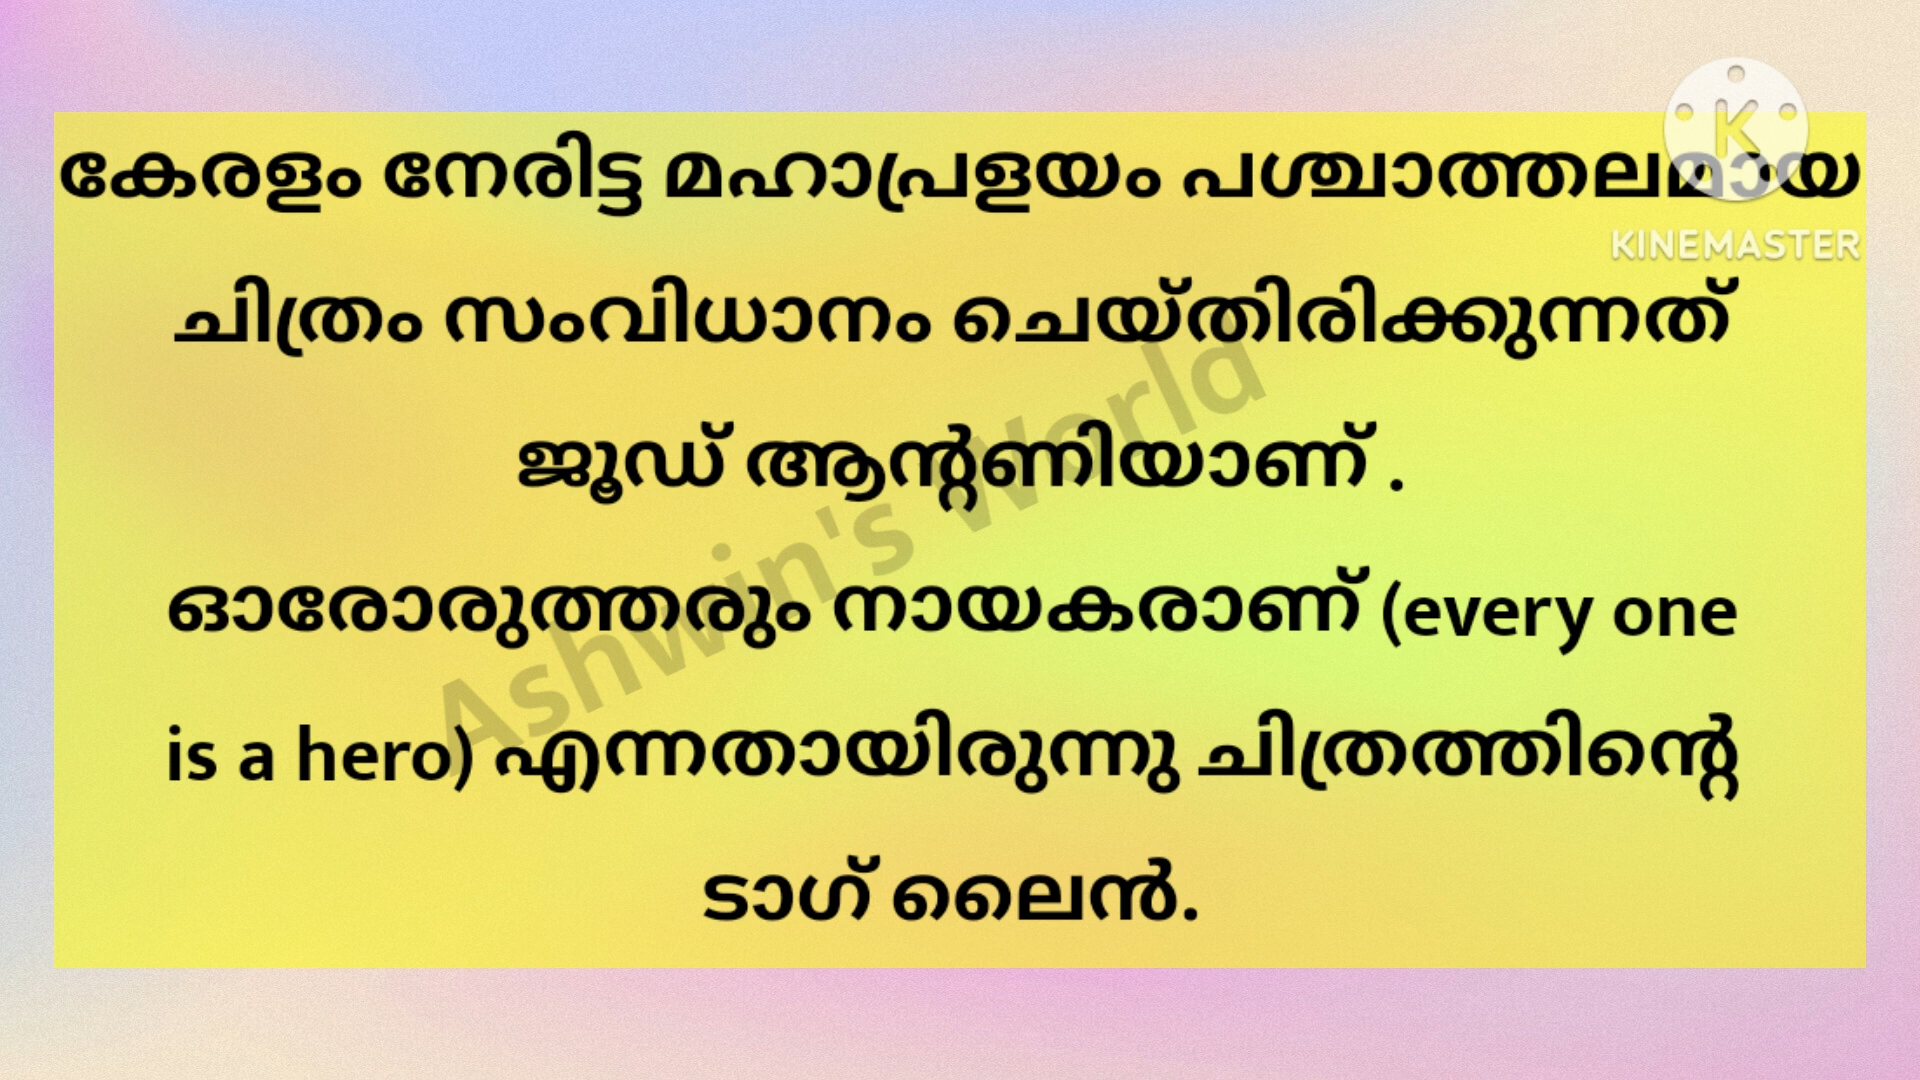 കേരളം നേരിട്ട മഹാപ്രളയം പശ്ചാത്തലമായ
KINEMASTER
ചിത്രം സംവിധാനം ചെയ്തിരിക്കുന്നത്
ജൂഡ് ആന്റണിയാണ് .
Ashwin's World
ഓരോരുത്തരും നായകരാണ് (every one
is a hero) എന്നതായിരുന്നു ചിത്രത്തിന്റെ
ടാഗ് ലൈൻ.